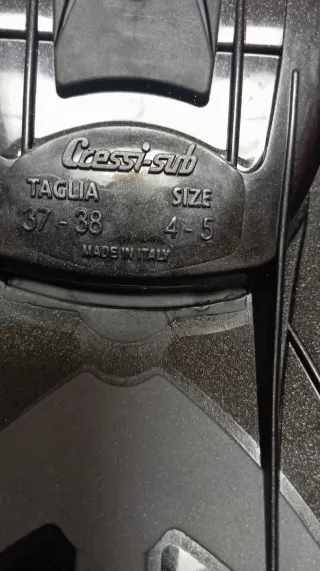 Cressi-sub
TAGLIA SIZE
37-38 4-5
MADE IN ITALY